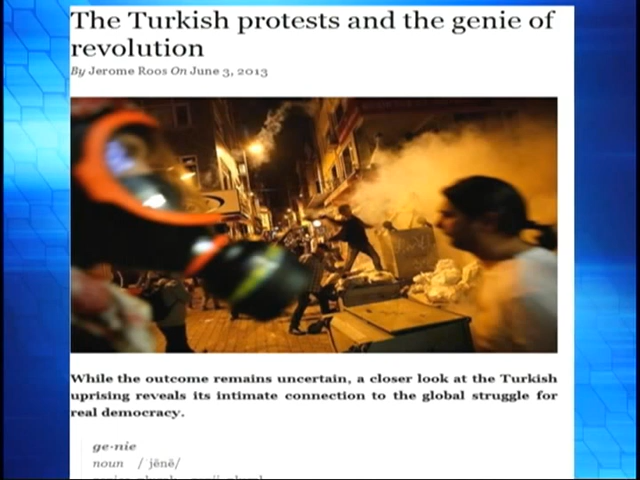 The Turkish protests and the genie of
revolution
By Jerome Roos On June 3, 2013
While the outcome remains uncertain, a closer look at the Turkish
uprising reveals its intimate connection to the global struggle for
real democracy.
ge·nie
noun / jēnē/